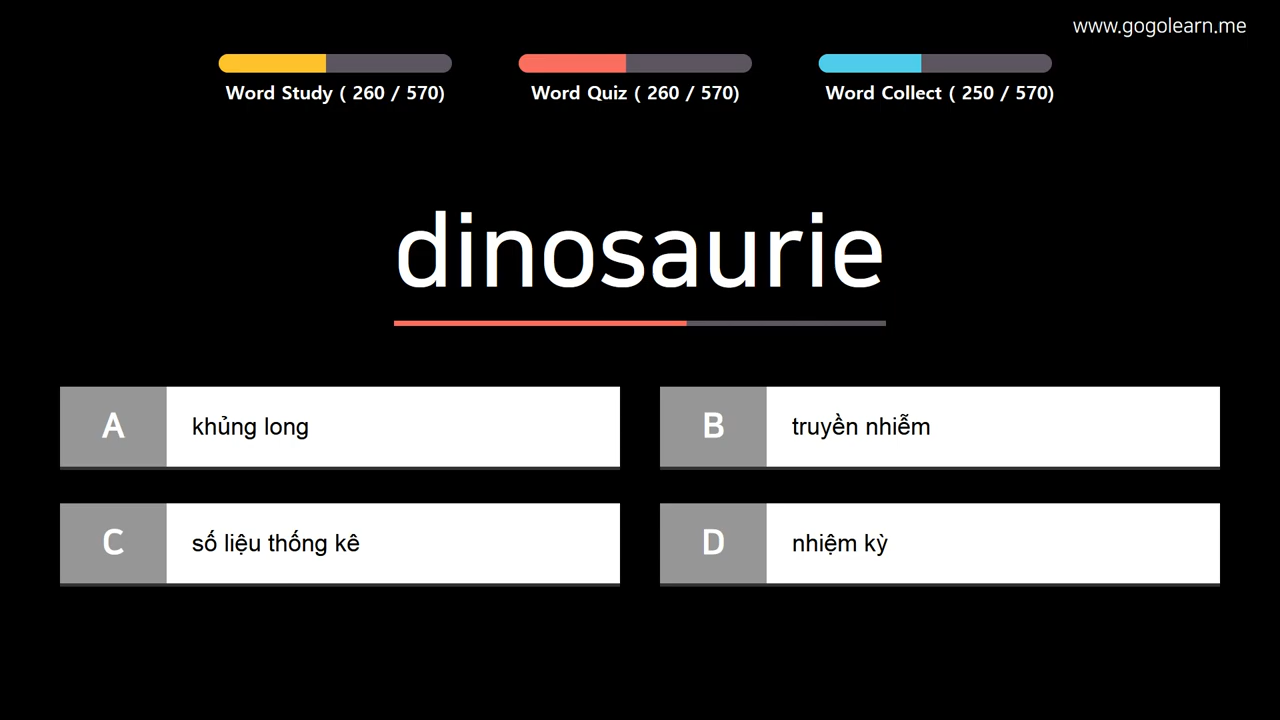 www.gogolearn.me
Word Study ( 260 / 570)
Word Quiz ( 260 / 570)
Word Collect ( 250 / 570)
dinosaurie
A khủng long
B truyền nhiễm
C số liệu thống kê
D nhiệm kỳ